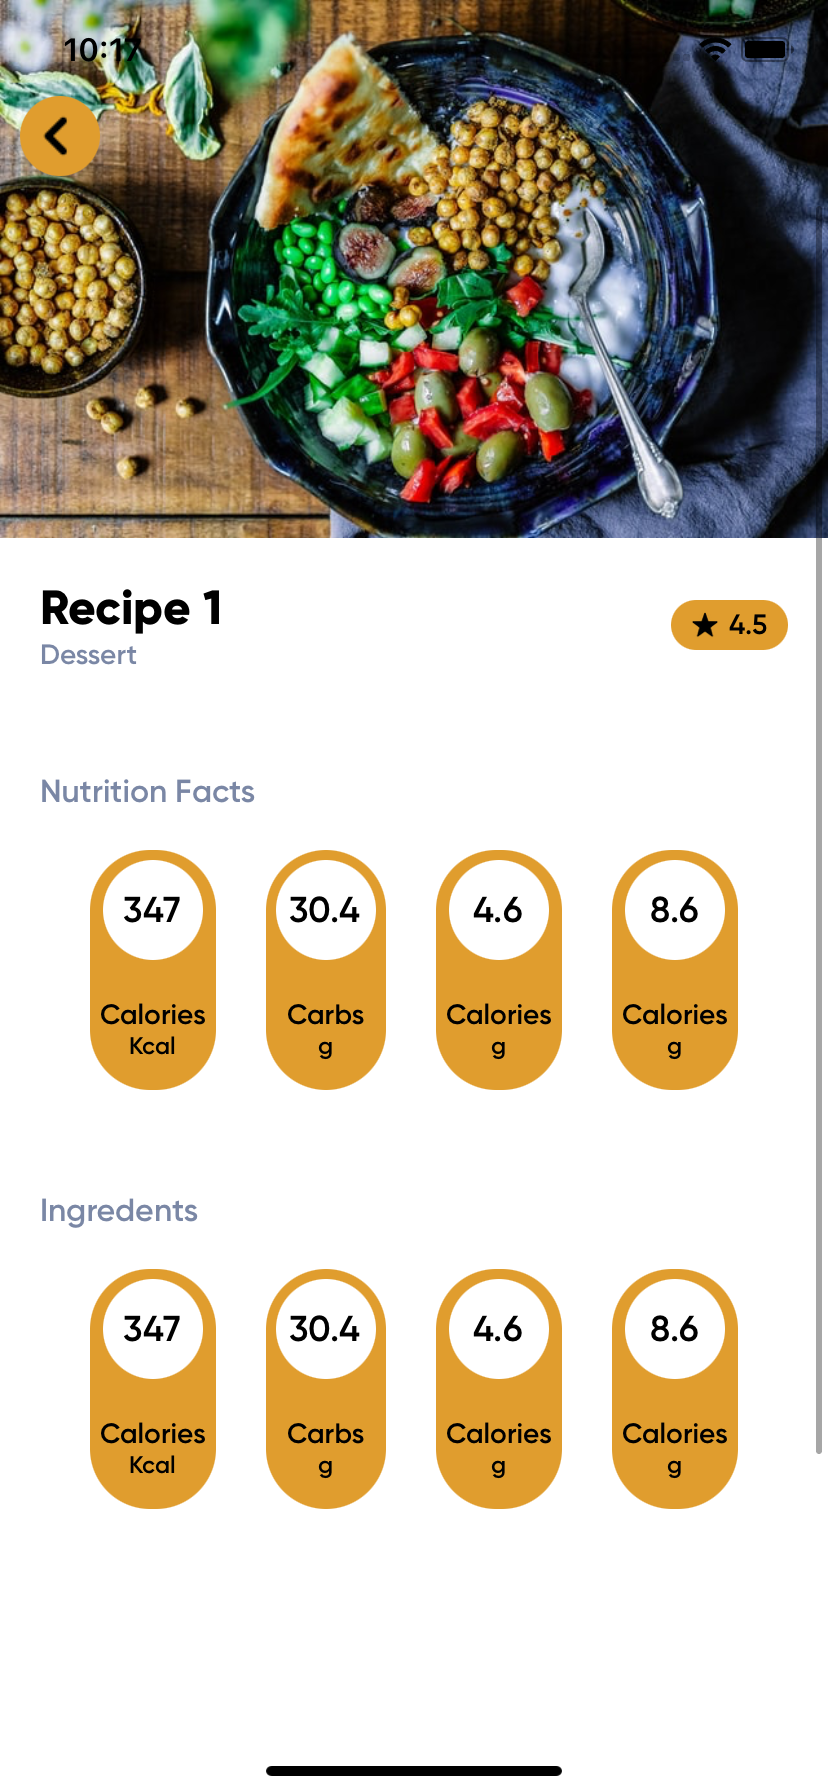 10:17
Recipe 1
4.5
Dessert
Nutrition Facts
347 30.4 4.6 8.6
Calories Carbs Calories Calories
Kcal g g g
Ingredents
347 30.4 4.6 8.6
Calories Carbs Calories Calories
Kcal g g g